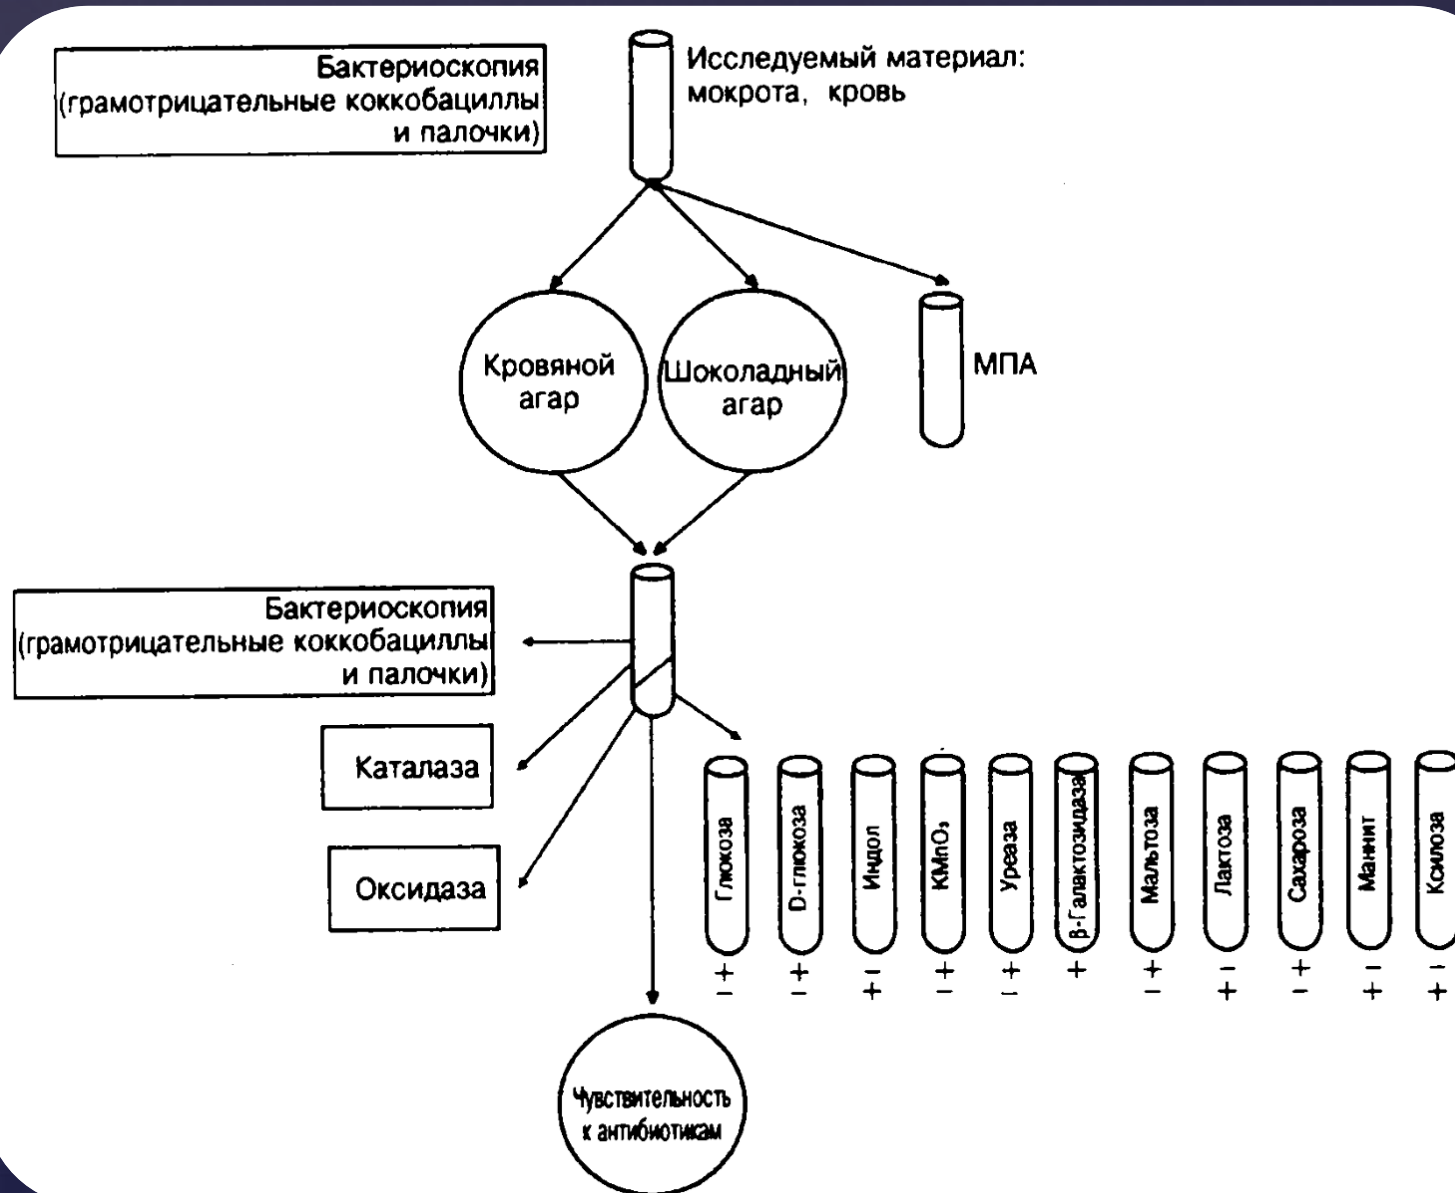 Бактериоскопия
(грамотрицательные коккобациллы
и палочки)
Исследуемый материал:
мокрота, кровь
Кровяной
агар
Шоколадный
агар
МПА
Бактериоскопия
(грамотрицательные коккобациллы
и палочки)
Каталаза
Оксидаза
Глюкоза
D-глюкоза
Индол
KMnO₃
Уреаза
β-Галактозидаза
Мальтоза
Лактоза
Сахароза
Маннит
Ксилоза
+ + − + + + + − + − −
− − + − − − + − + +
Чувствительность
к антибиотикам